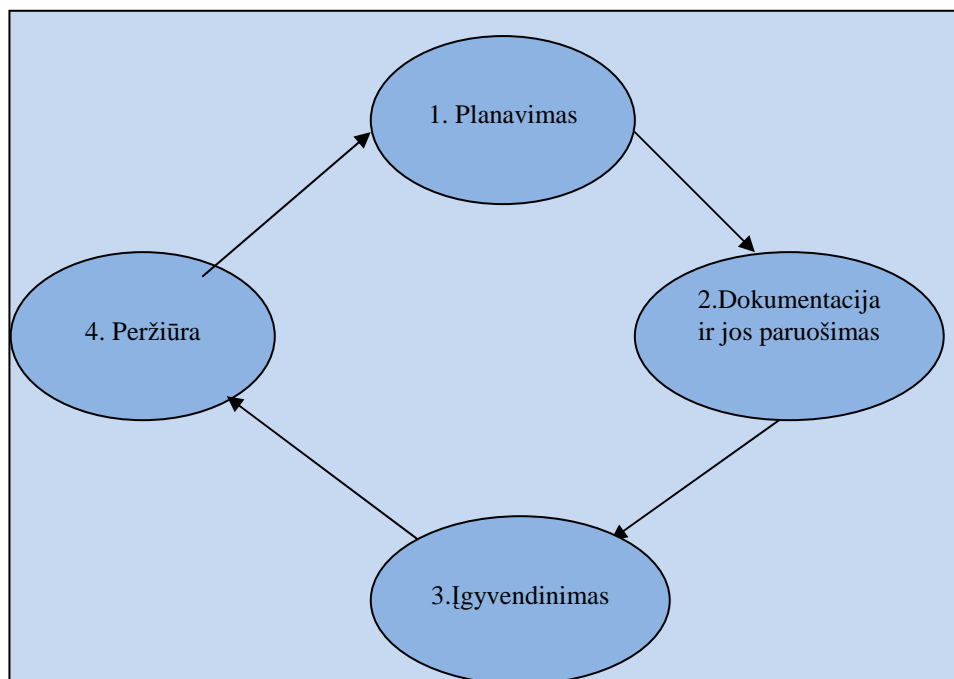 1. Planavimas
2.Dokumentacija
ir jos paruošimas
3.Įgyvendinimas
4. Peržiūra